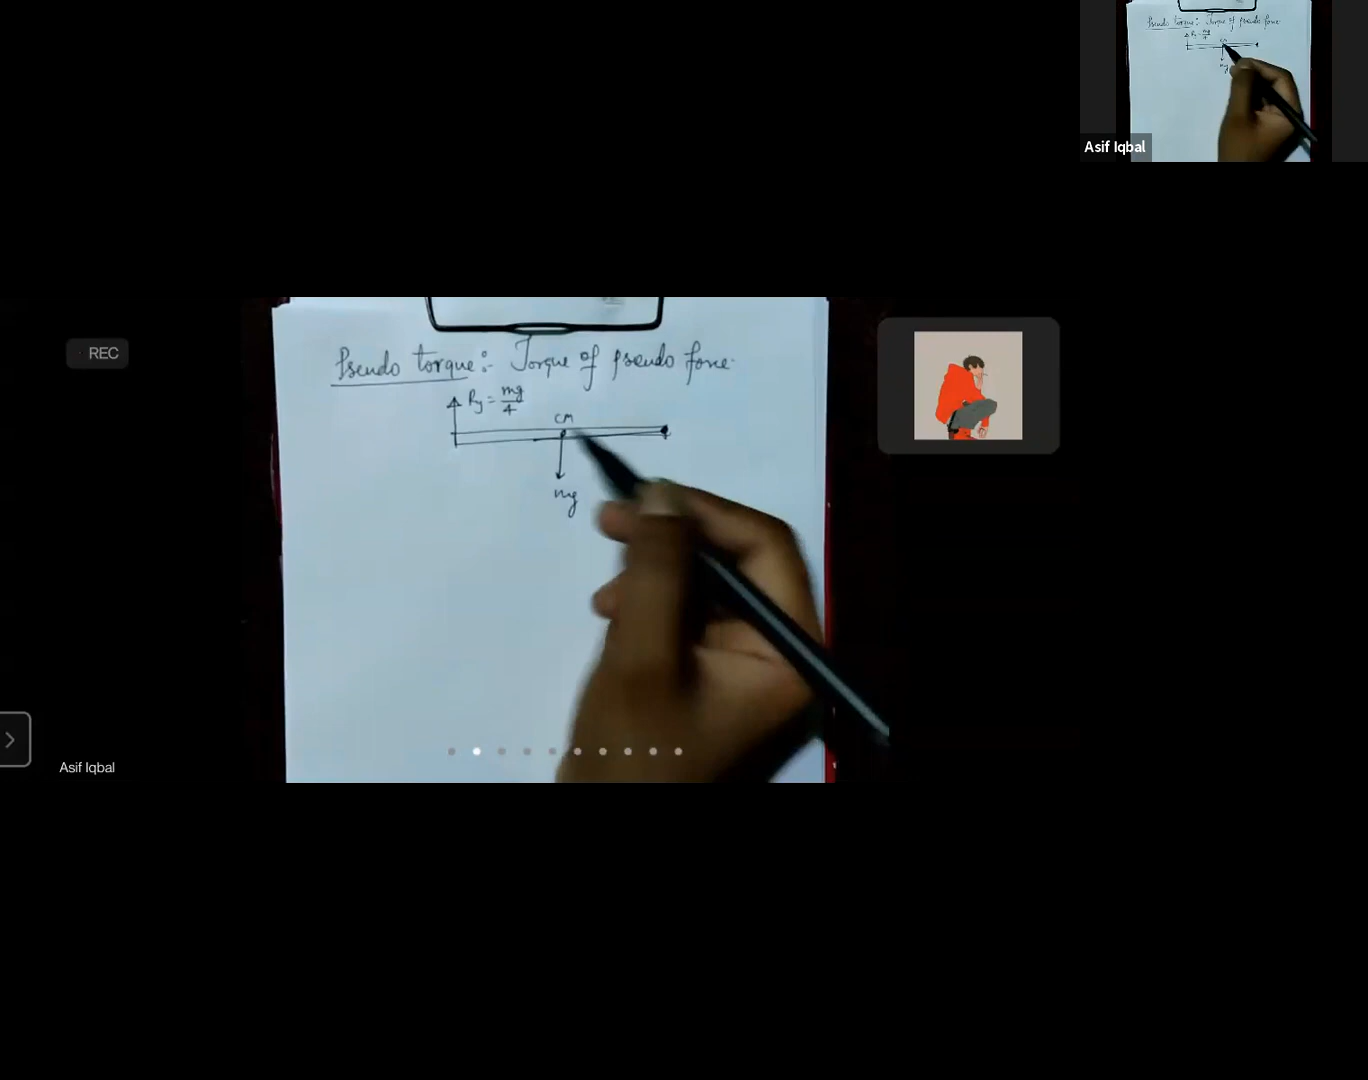 Asif Iqbal
REC
Pseudo torque:- Torque of pseudo force.
Ry = mg/4
CM
mg
Asif Iqbal